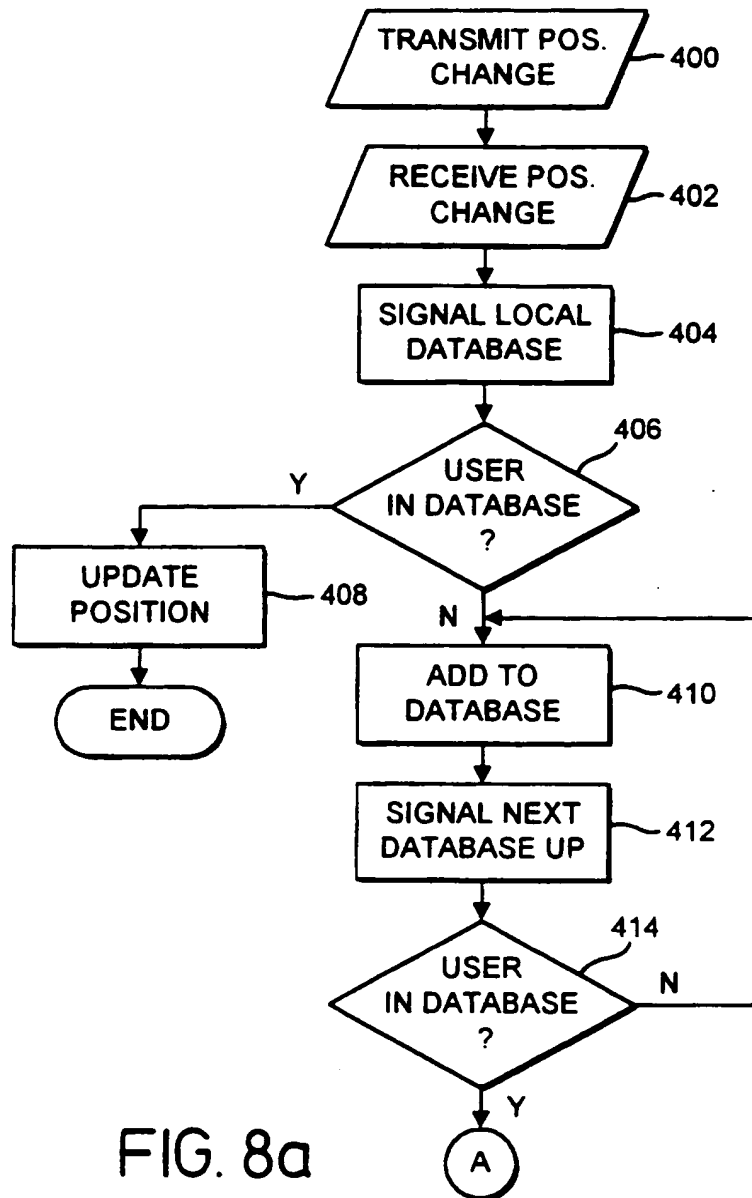 TRANSMIT POS.
CHANGE
400
RECEIVE POS.
CHANGE
402
SIGNAL LOCAL
DATABASE
404
406
USER
IN DATABASE
?
Y
UPDATE
POSITION
408
END
N
ADD TO
DATABASE
410
SIGNAL NEXT
DATABASE UP
412
414
USER
IN DATABASE
?
N
Y
A
FIG. 8a